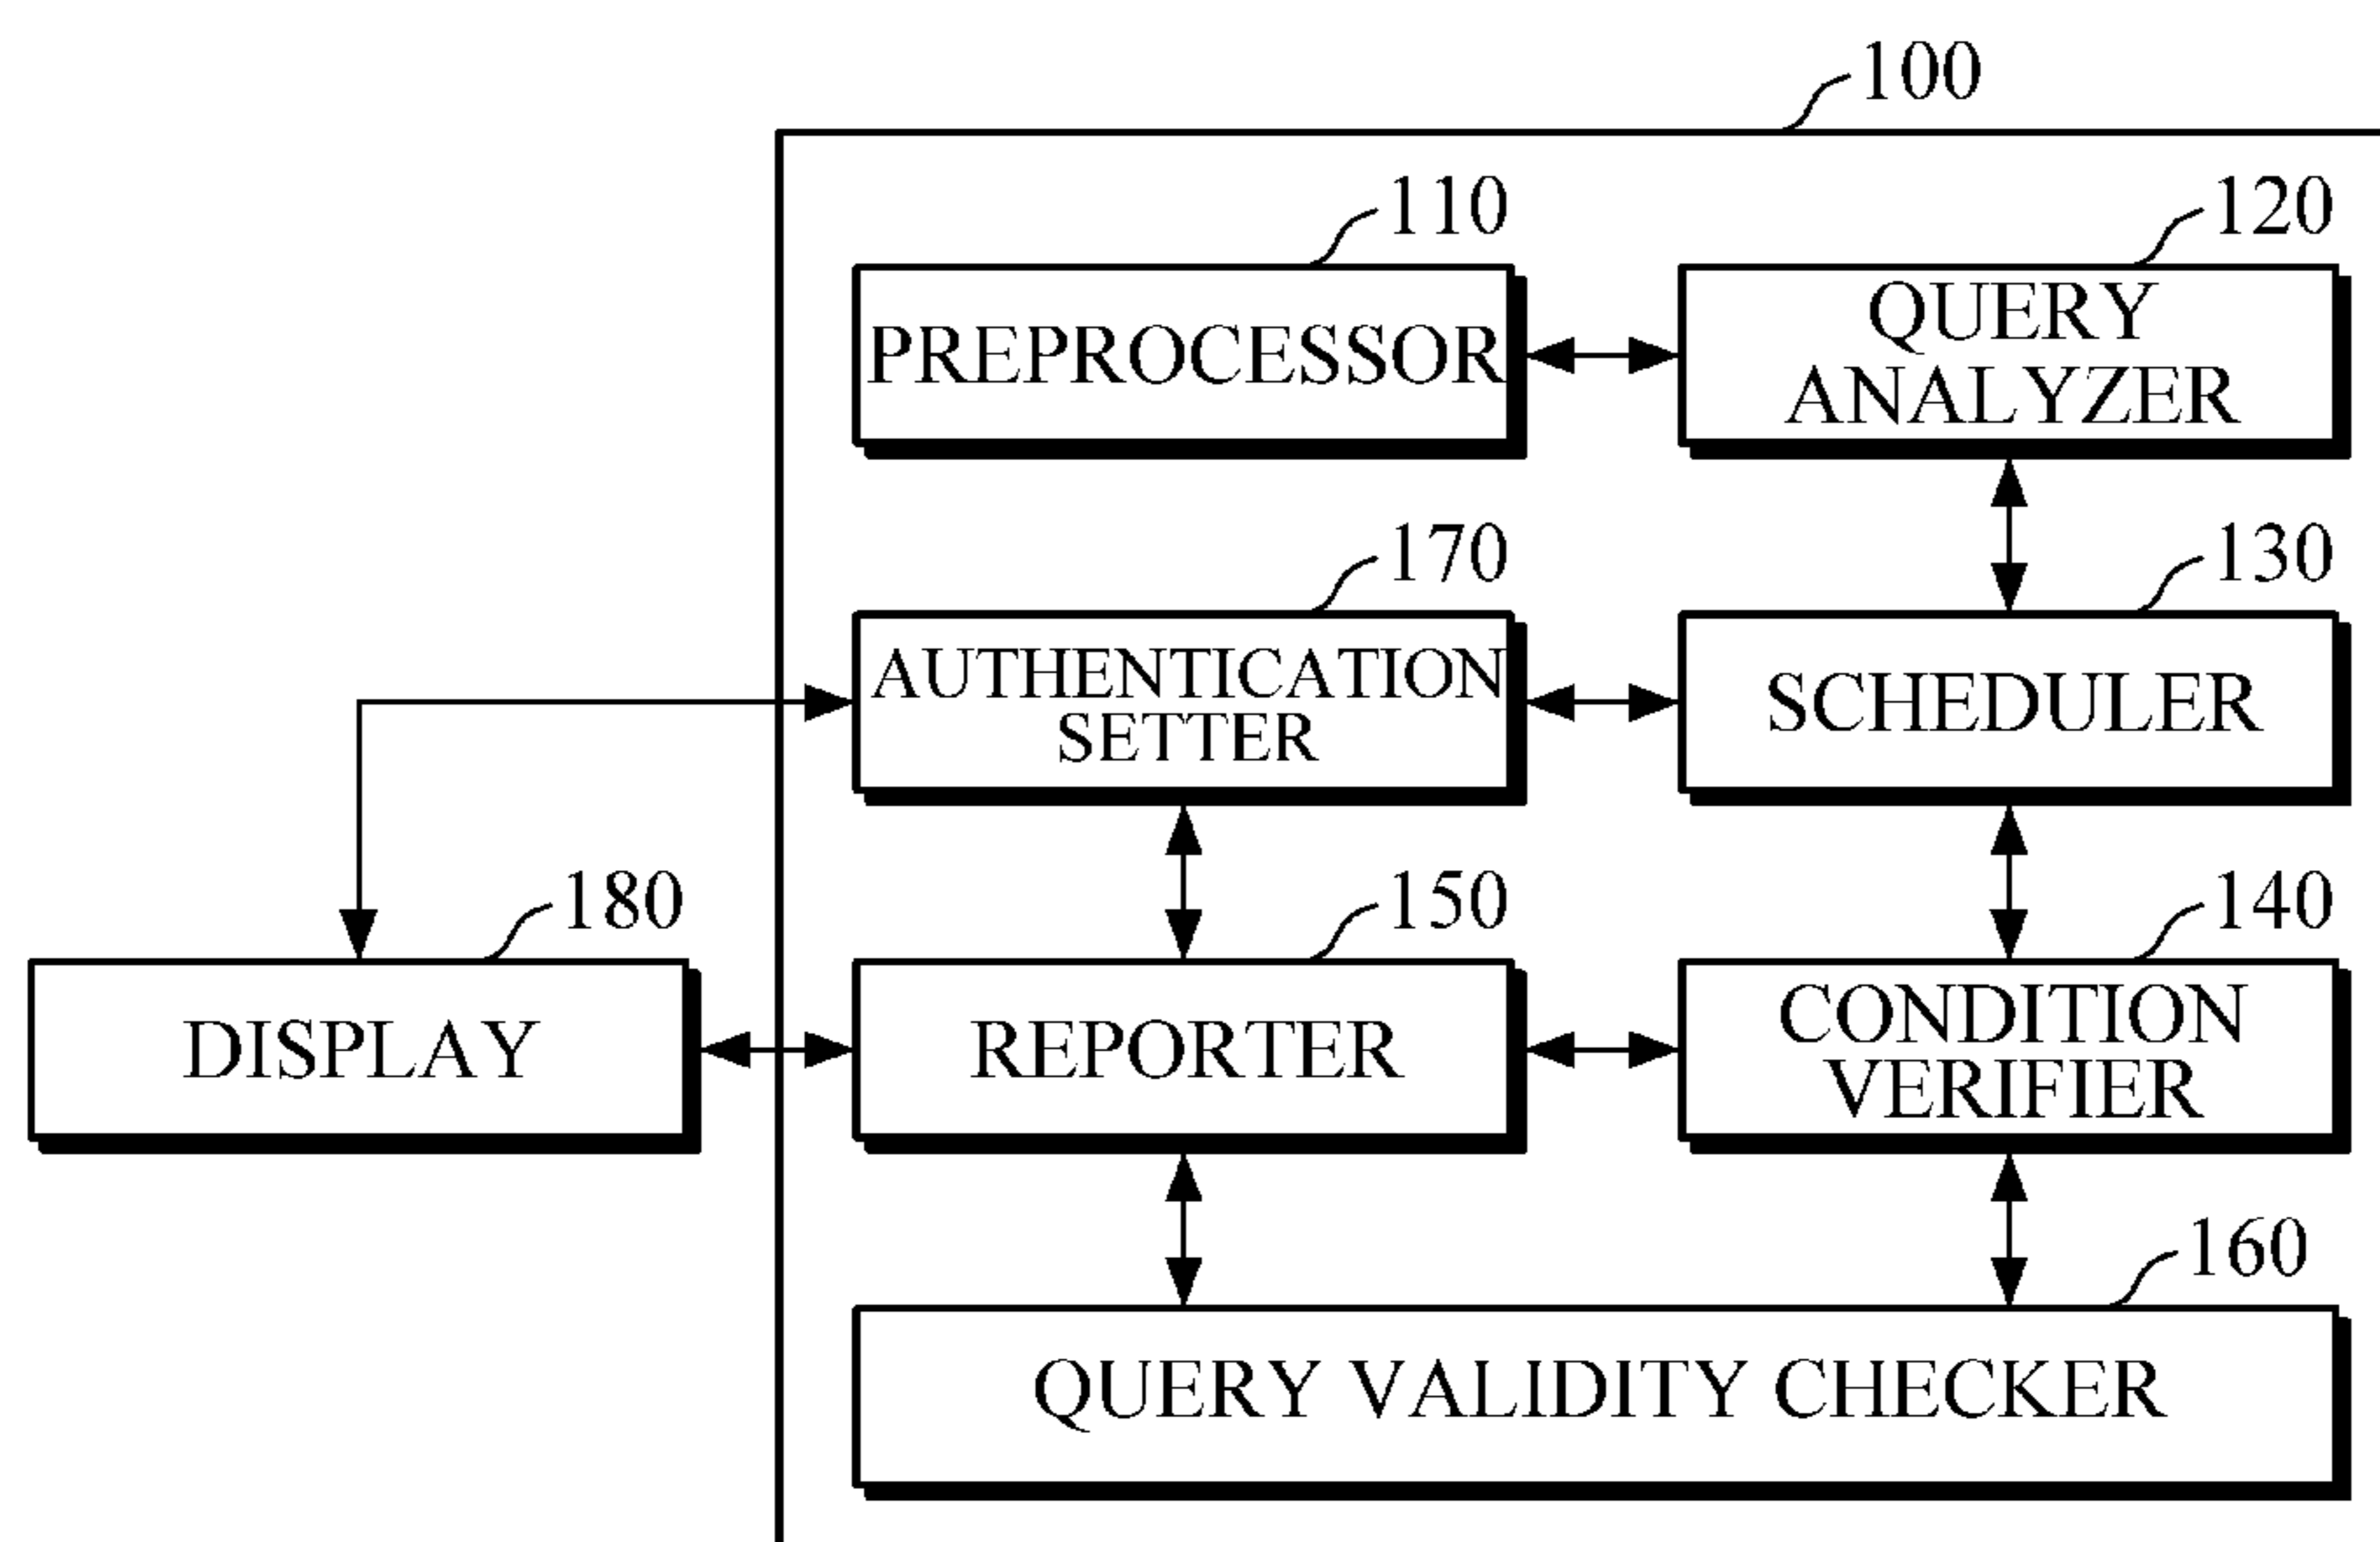 100
110
120
PREPROCESSOR
QUERY
ANALYZER
170
130
AUTHENTICATION
SETTER
SCHEDULER
180
150
140
DISPLAY
REPORTER
CONDITION
VERIFIER
160
QUERY VALIDITY CHECKER